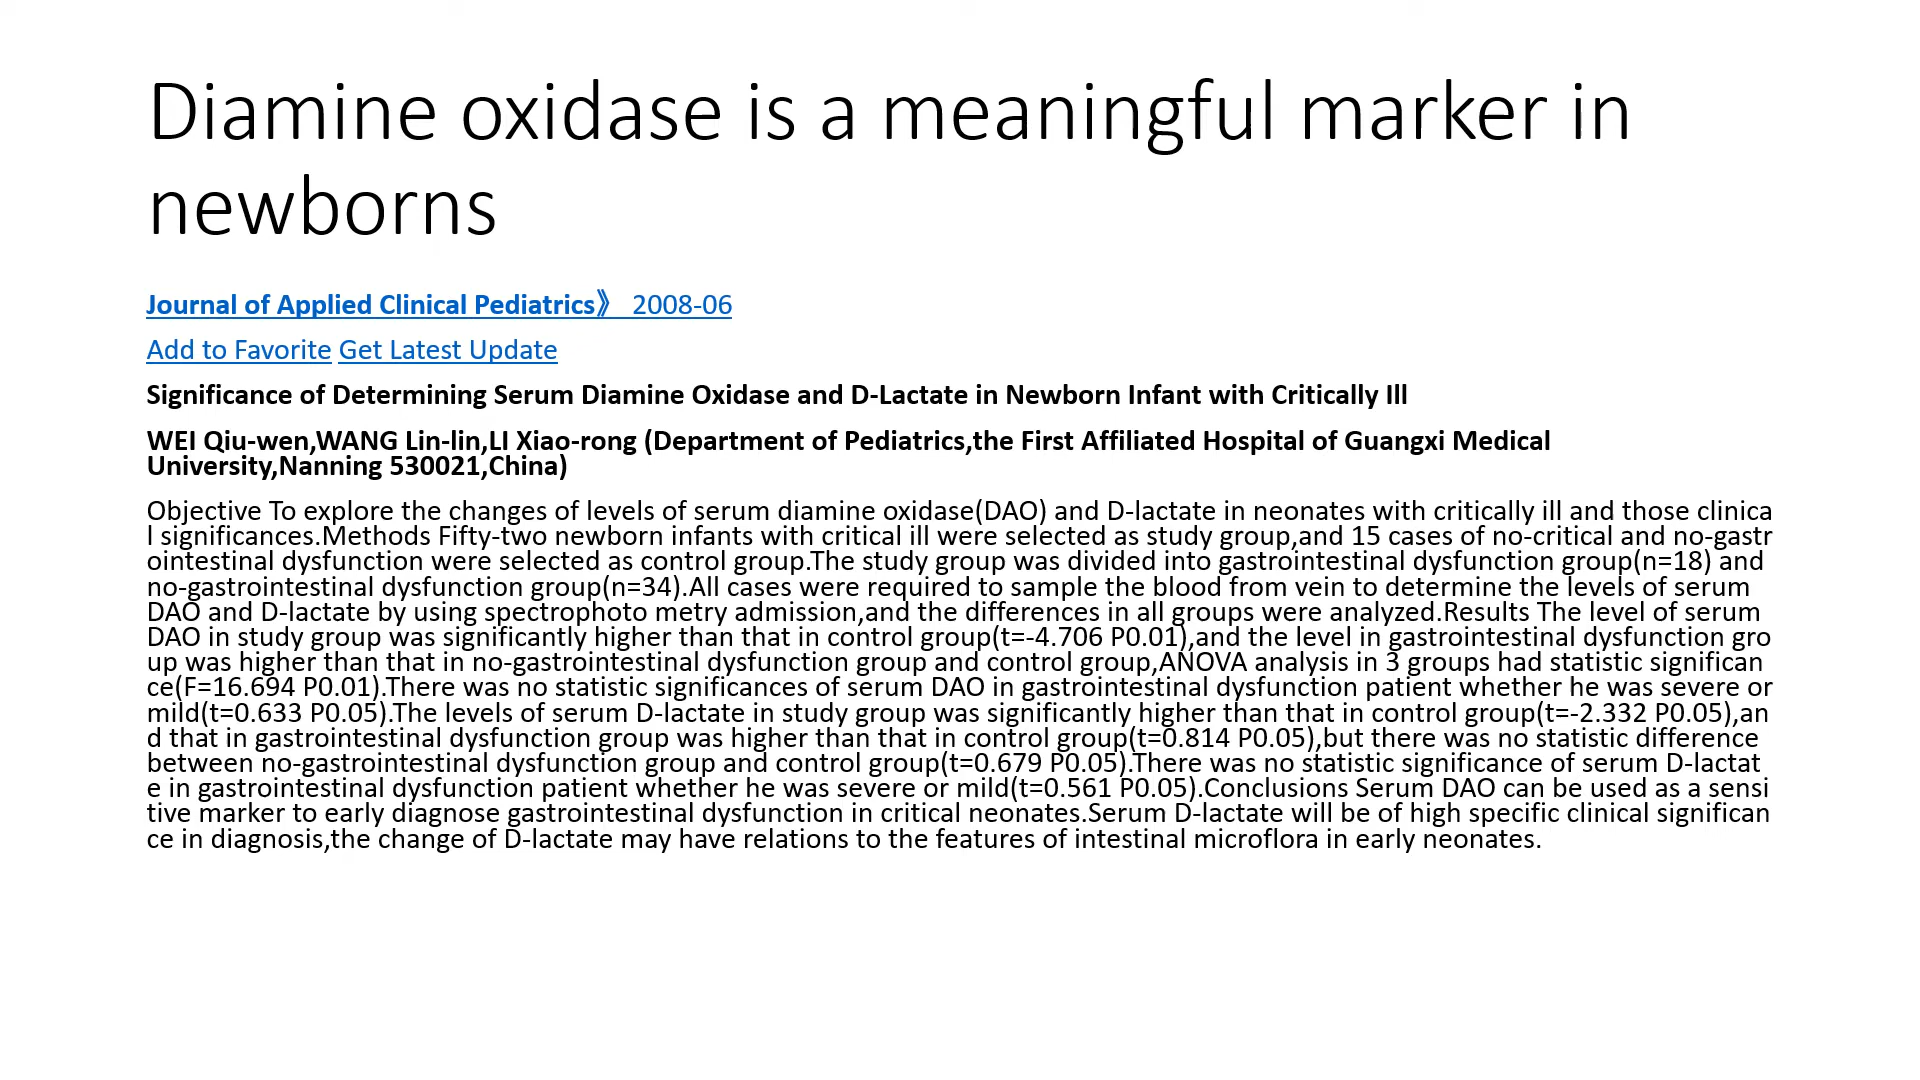 Diamine oxidase is a meaningful marker in
newborns
Journal of Applied Clinical Pediatrics》 2008-06
Add to Favorite Get Latest Update
Significance of Determining Serum Diamine Oxidase and D-Lactate in Newborn Infant with Critically Ill
WEI Qiu-wen,WANG Lin-lin,LI Xiao-rong (Department of Pediatrics,the First Affiliated Hospital of Guangxi Medical
University,Nanning 530021,China)
Objective To explore the changes of levels of serum diamine oxidase(DAO) and D-lactate in neonates with critically ill and those clinica
l significances.Methods Fifty-two newborn infants with critical ill were selected as study group,and 15 cases of no-critical and no-gastr
ointestinal dysfunction were selected as control group.The study group was divided into gastrointestinal dysfunction group(n=18) and
no-gastrointestinal dysfunction group(n=34).All cases were required to sample the blood from vein to determine the levels of serum
DAO and D-lactate by using spectrophoto metry admission,and the differences in all groups were analyzed.Results The level of serum
DAO in study group was significantly higher than that in control group(t=-4.706 P0.01),and the level in gastrointestinal dysfunction gro
up was higher than that in no-gastrointestinal dysfunction group and control group,ANOVA analysis in 3 groups had statistic significan
ce(F=16.694 P0.01).There was no statistic significances of serum DAO in gastrointestinal dysfunction patient whether he was severe or
mild(t=0.633 P0.05).The levels of serum D-lactate in study group was significantly higher than that in control group(t=-2.332 P0.05),an
d that in gastrointestinal dysfunction group was higher than that in control group(t=0.814 P0.05),but there was no statistic difference
between no-gastrointestinal dysfunction group and control group(t=0.679 P0.05).There was no statistic significance of serum D-lactat
e in gastrointestinal dysfunction patient whether he was severe or mild(t=0.561 P0.05).Conclusions Serum DAO can be used as a sensi
tive marker to early diagnose gastrointestinal dysfunction in critical neonates.Serum D-lactate will be of high specific clinical significan
ce in diagnosis,the change of D-lactate may have relations to the features of intestinal microflora in early neonates.